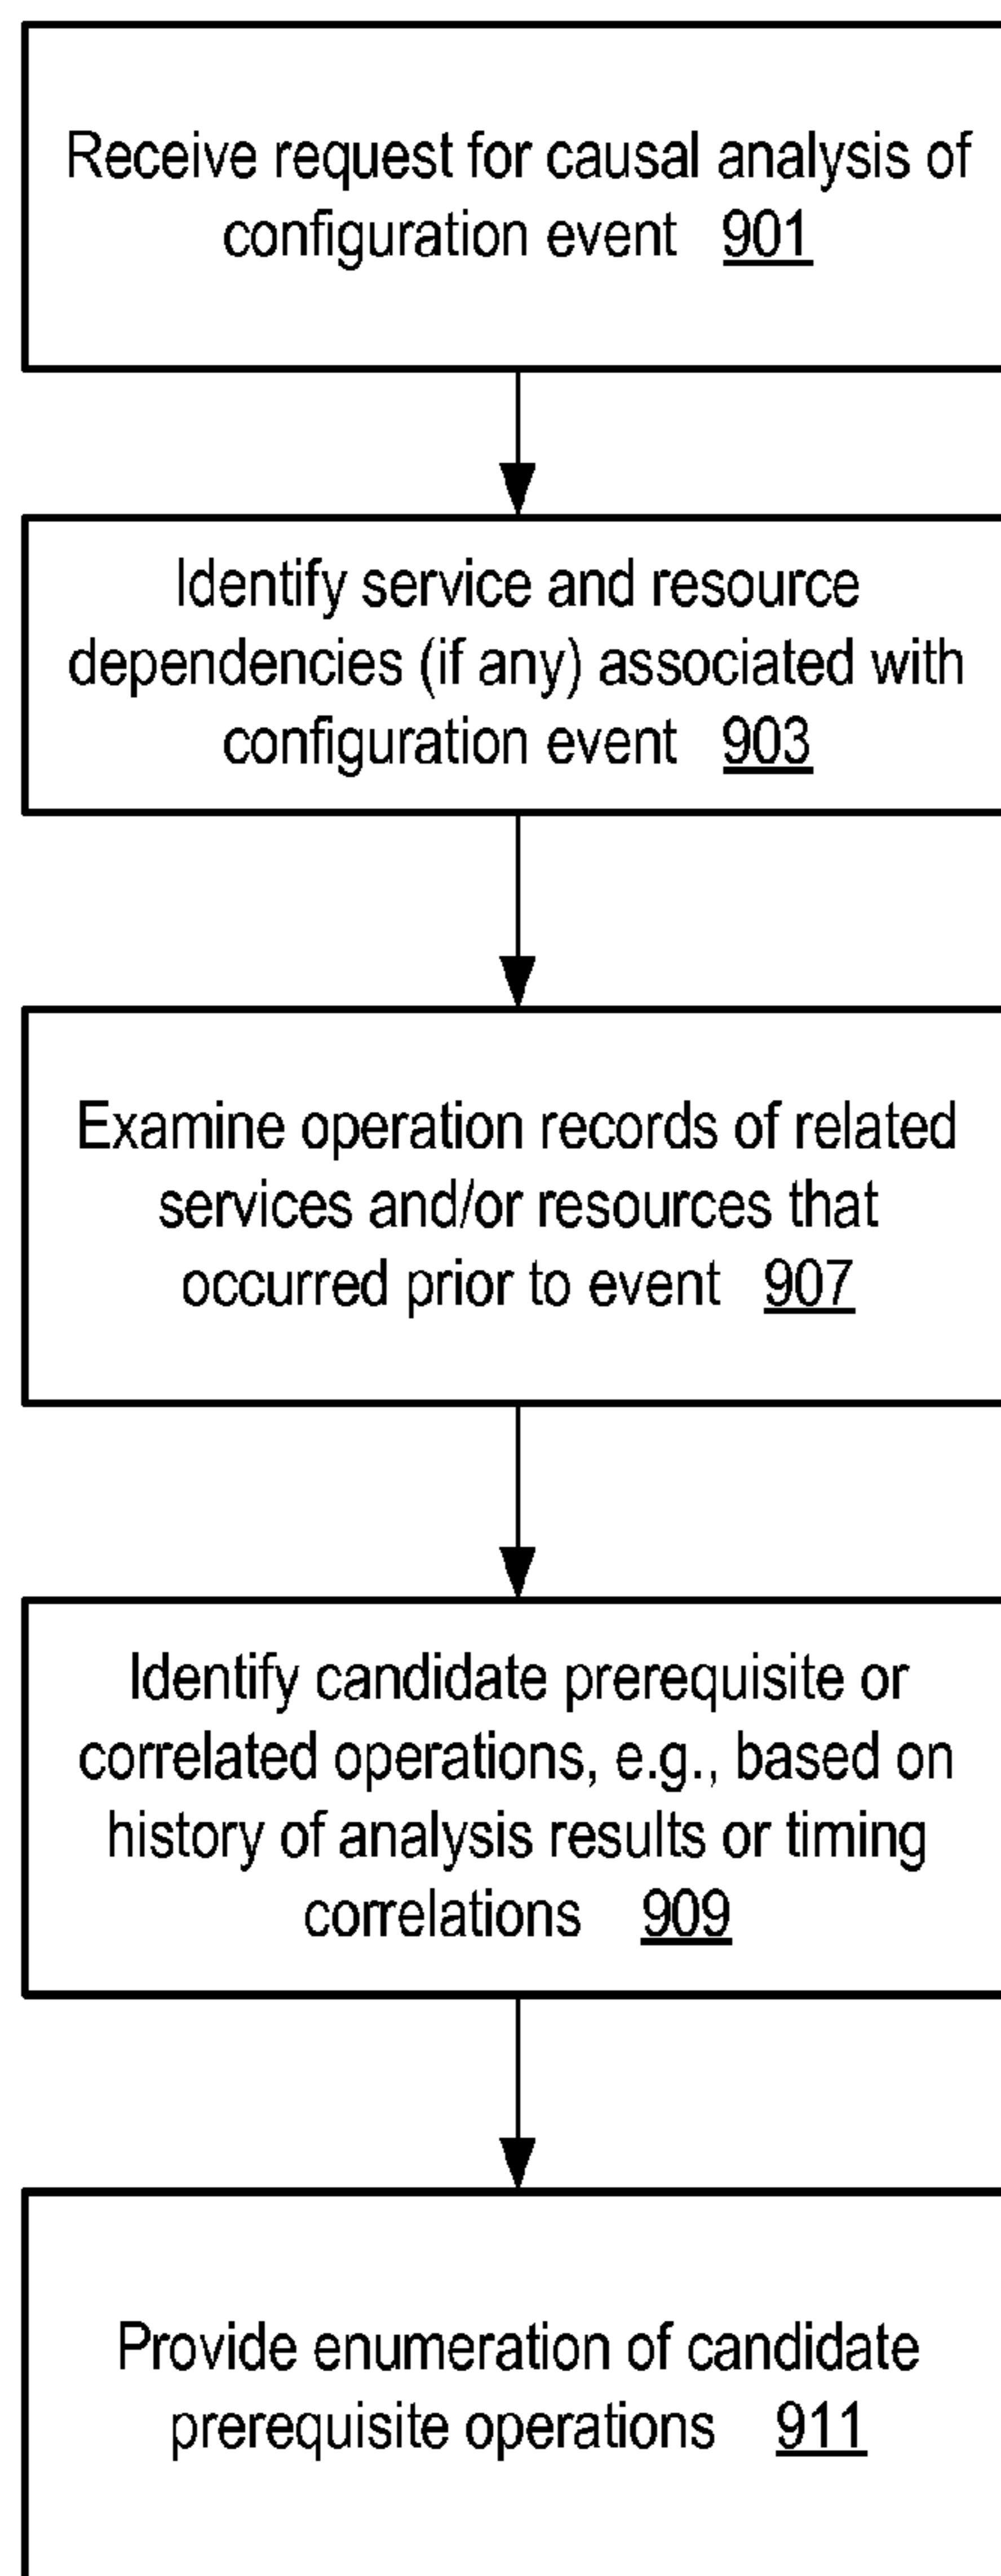 Receive request for causal analysis of
configuration event 901
Identify service and resource
dependencies (if any) associated with
configuration event 903
Examine operation records of related
services and/or resources that
occurred prior to event 907
Identify candidate prerequisite or
correlated operations, e.g., based on
history of analysis results or timing
correlations 909
Provide enumeration of candidate
prerequisite operations 911